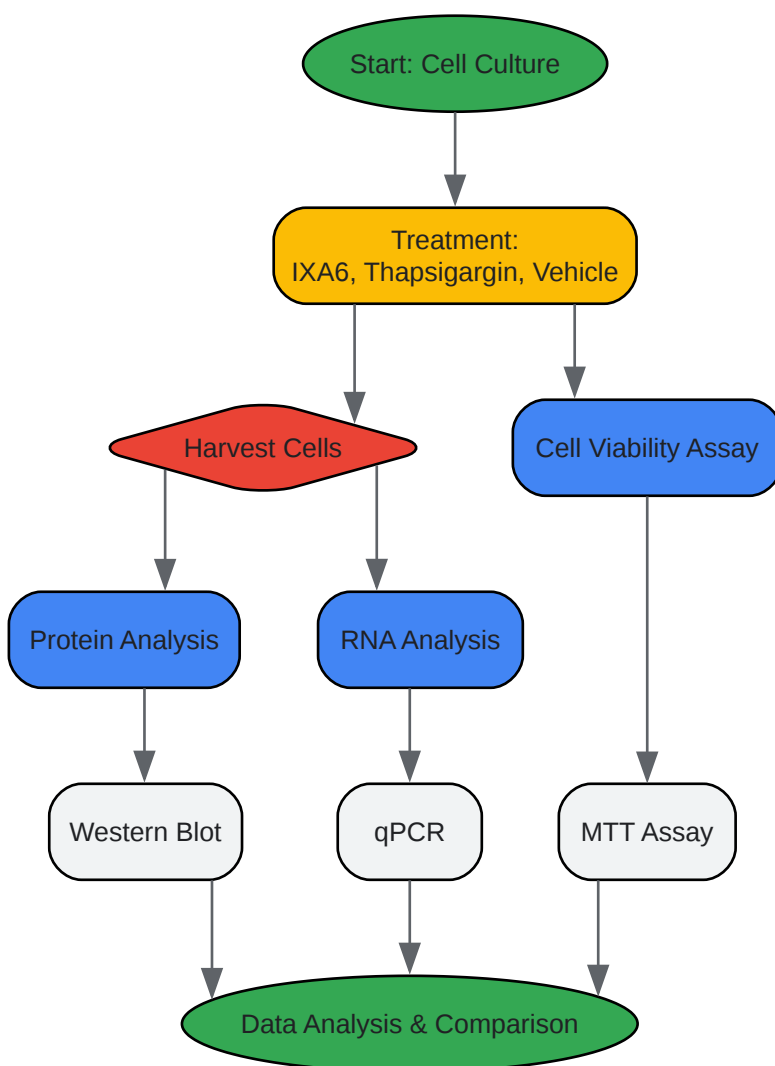 Start: Cell Culture
Treatment:
IXA6, Thapsigargin, Vehicle
Harvest Cells
Cell Viability Assay
Protein Analysis
RNA Analysis
Western Blot
qPCR
MTT Assay
Data Analysis & Comparison